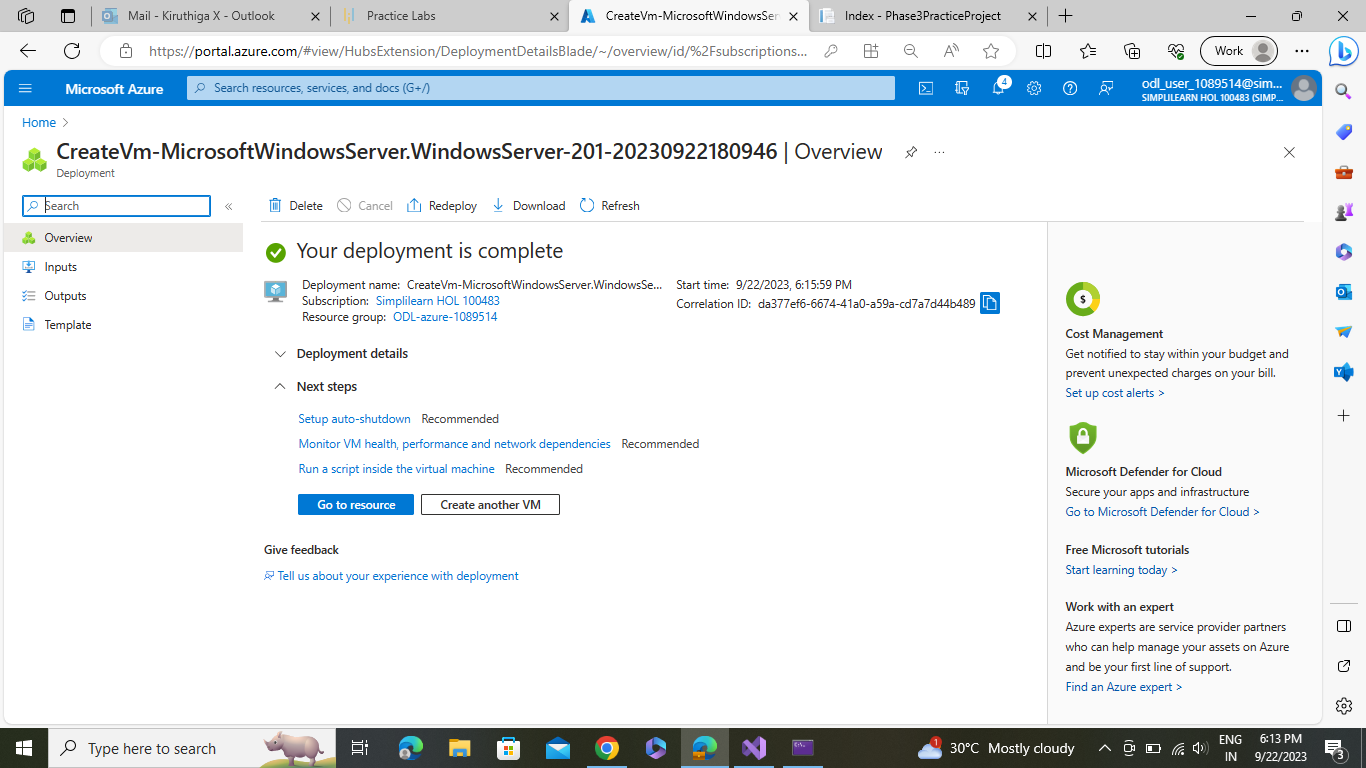 Mail - Kiruthiga X - Outlook
Practice Labs
CreateVm-MicrosoftWindowsSer
Index - Phase3PracticeProject
https://portal.azure.com/#view/HubsExtension/DeploymentDetailsBlade/~/overview/id/%2Fsubscriptions...
Work
Microsoft Azure
Search resources, services, and docs (G+/)
4
odl_user_1089514@sim...
SIMPLILEARN HOL 100483 (SIMP...
Home
CreateVm-MicrosoftWindowsServer.WindowsServer-201-20230922180946 | Overview
Deployment
Search
Delete
Cancel
Redeploy
Download
Refresh
Overview
Inputs
Outputs
Template
Your deployment is complete
Deployment name: CreateVm-MicrosoftWindowsServer.WindowsSe...
Subscription: Simplilearn HOL 100483
Resource group: ODL-azure-1089514
Start time: 9/22/2023, 6:15:59 PM
Correlation ID: da377ef6-6674-41a0-a59a-cd7a7d44b489
Deployment details
Next steps
Setup auto-shutdown Recommended
Monitor VM health, performance and network dependencies Recommended
Run a script inside the virtual machine Recommended
Go to resource
Create another VM
Give feedback
Tell us about your experience with deployment
Cost Management
Get notified to stay within your budget and
prevent unexpected charges on your bill.
Set up cost alerts >
Microsoft Defender for Cloud
Secure your apps and infrastructure
Go to Microsoft Defender for Cloud >
Free Microsoft tutorials
Start learning today >
Work with an expert
Azure experts are service provider partners
who can help manage your assets on Azure
and be your first line of support.
Find an Azure expert >
Type here to search
1
30°C Mostly cloudy
ENG
IN
6:13 PM
9/22/2023
3